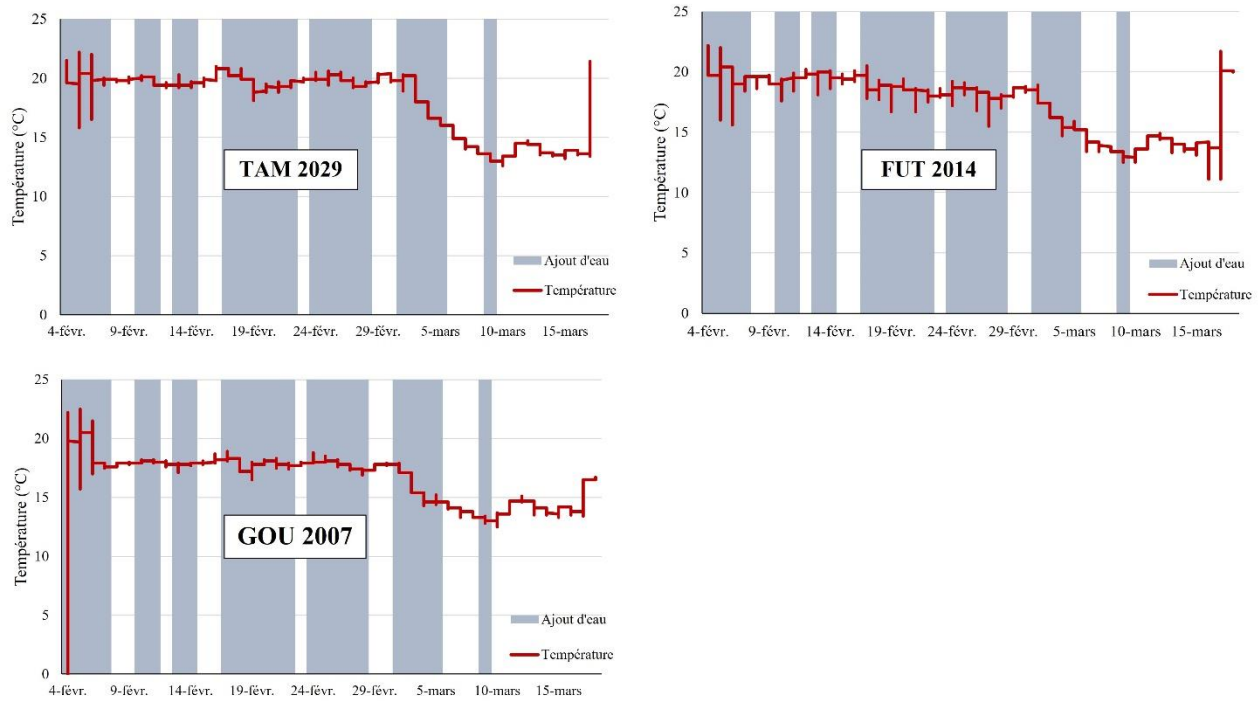 25
20
15
10
5
0
Température (°C)
TAM 2029
Ajout d'eau
Température
4-févr. 9-févr. 14-févr. 19-févr. 24-févr. 29-févr. 5-mars 10-mars 15-mars
25
20
15
10
5
0
Température (°C)
FUT 2014
Ajout d'eau
Température
4-févr. 9-févr. 14-févr. 19-févr. 24-févr. 29-févr. 5-mars 10-mars 15-mars
25
20
15
10
5
0
Température (°C)
GOU 2007
Ajout d'eau
Température
4-févr. 9-févr. 14-févr. 19-févr. 24-févr. 29-févr. 5-mars 10-mars 15-mars